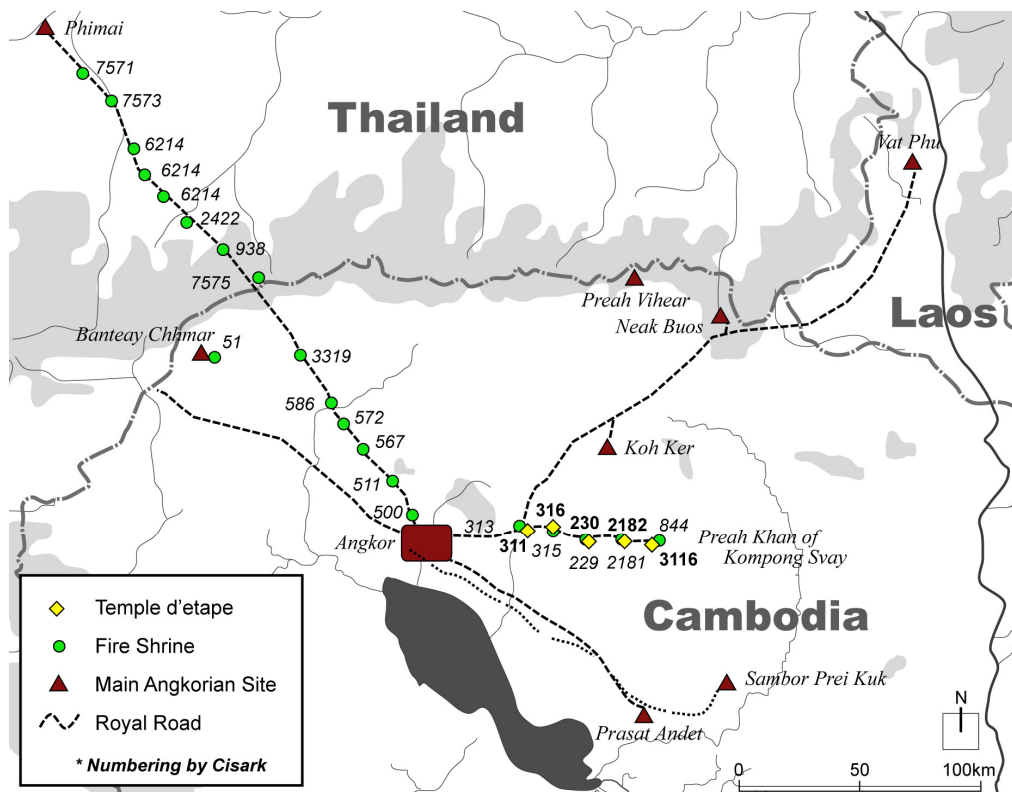 Phimai
7571
7573
Thailand
6214
6214
6214
Vat Phu
2422
938
7575
Preah Vihear
Neak Buos
Laos
Banteay Chhmar
51
3319
586
572
567
Koh Ker
511
500
313
316
230
2182
844
Angkor
311
315
229
2181
3116
Preah Khan of
Kompong Svay
Cambodia
Temple d'etape
Fire Shrine
Main Angkorian Site
Royal Road
* Numbering by Cisark
Sambor Prei Kuk
Prasat Andet
N
0 50 100km